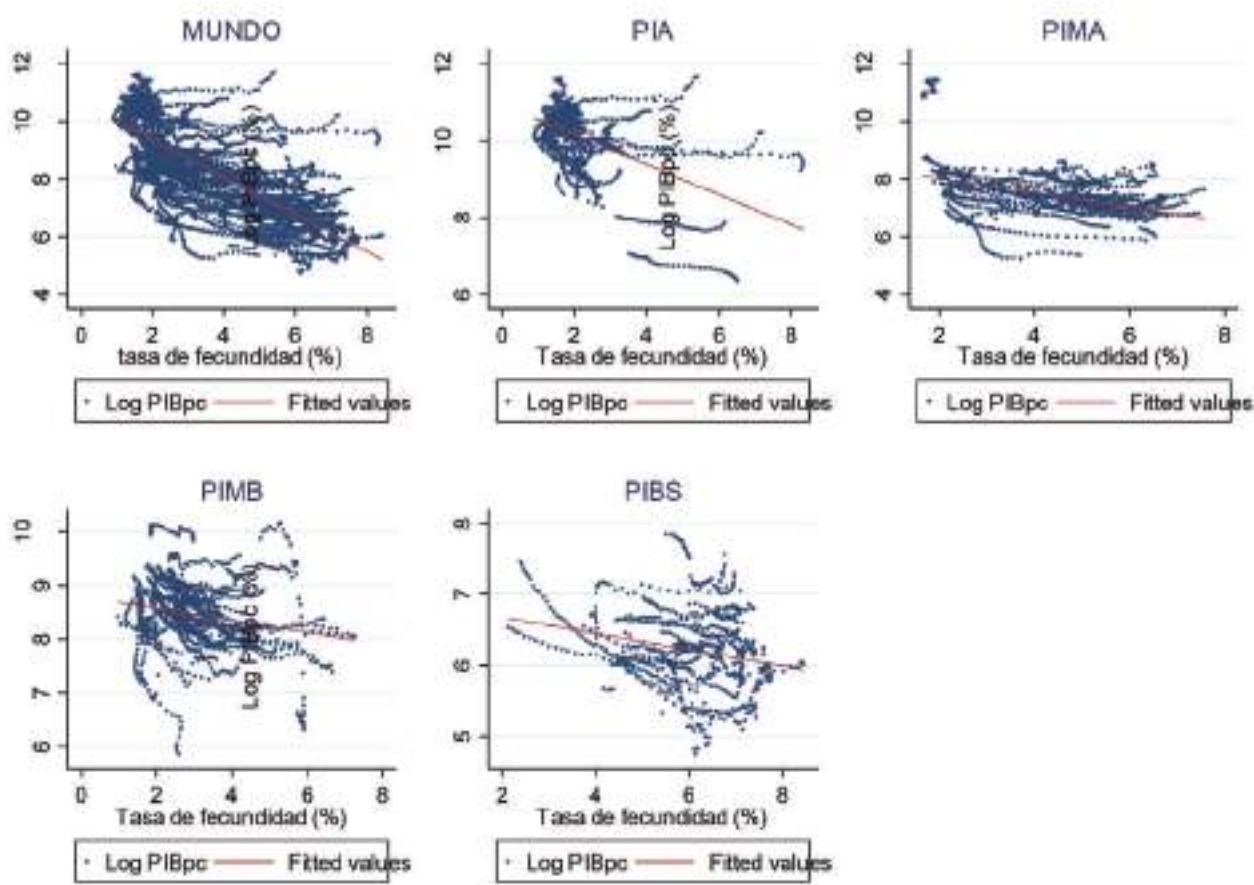 MUNDO
12
10
8
6
4
Log PIBpc (%)
0 2 4 6 8
tasa de fecundidad (%)
Log PIBpc Fitted values
PIA
12
10
8
6
Log PIBpc (%)
0 2 4 6 8
Tasa de fecundidad (%)
Log PIBpc Fitted values
PIMA
12
10
8
6
4
2 4 6 8
Tasa de fecundidad (%)
Log PIBpc Fitted values
PIMB
10
9
8
7
6
Log PIBpc (%)
0 2 4 6 8
Tasa de fecundidad (%)
Log PIBpc Fitted values
PIBS
8
7
6
5
2 4 6 8
Tasa de fecundidad (%)
Log PIBpc Fitted values